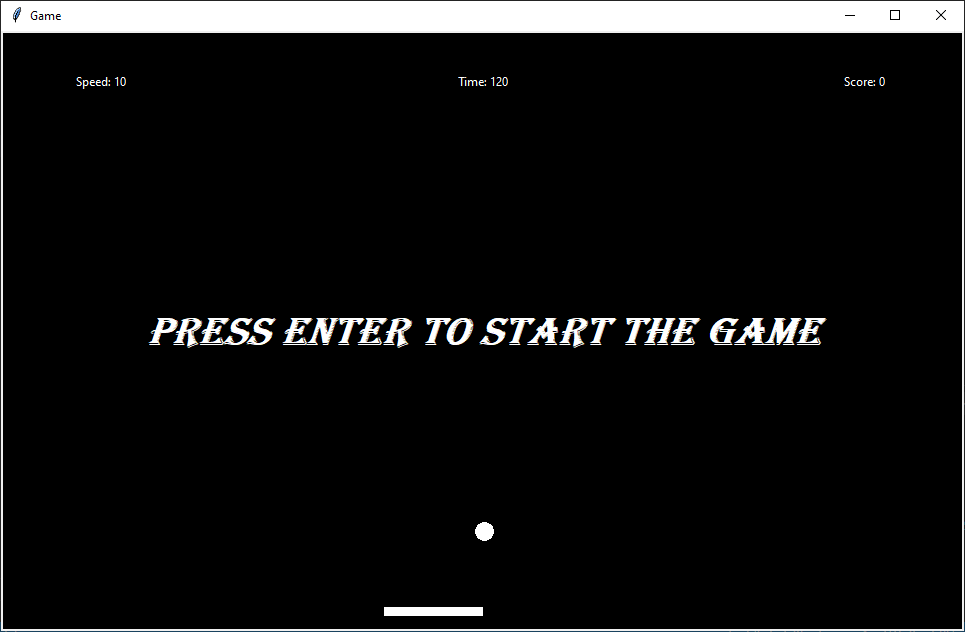 Game
Speed: 10 Time: 120 Score: 0
PRESS ENTER TO START THE GAME